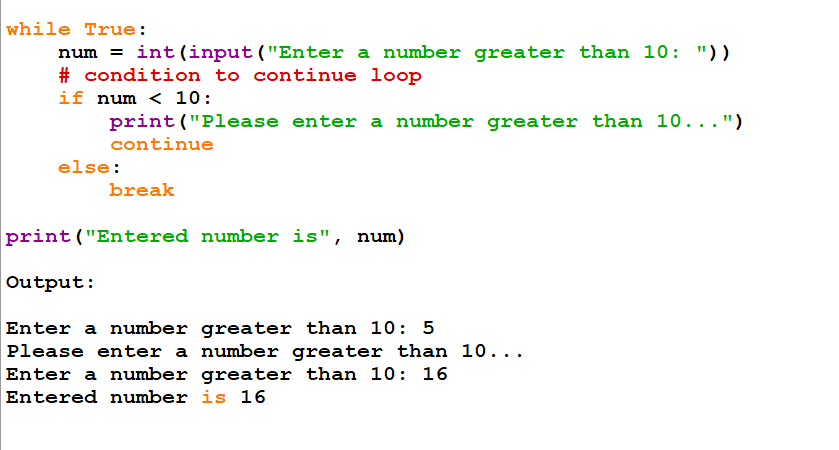 while True:
    num = int(input("Enter a number greater than 10: "))
    # condition to continue loop
    if num < 10:
        print("Please enter a number greater than 10...")
        continue
    else:
        break
print("Entered number is", num)
Output:
Enter a number greater than 10: 5
Please enter a number greater than 10...
Enter a number greater than 10: 16
Entered number is 16